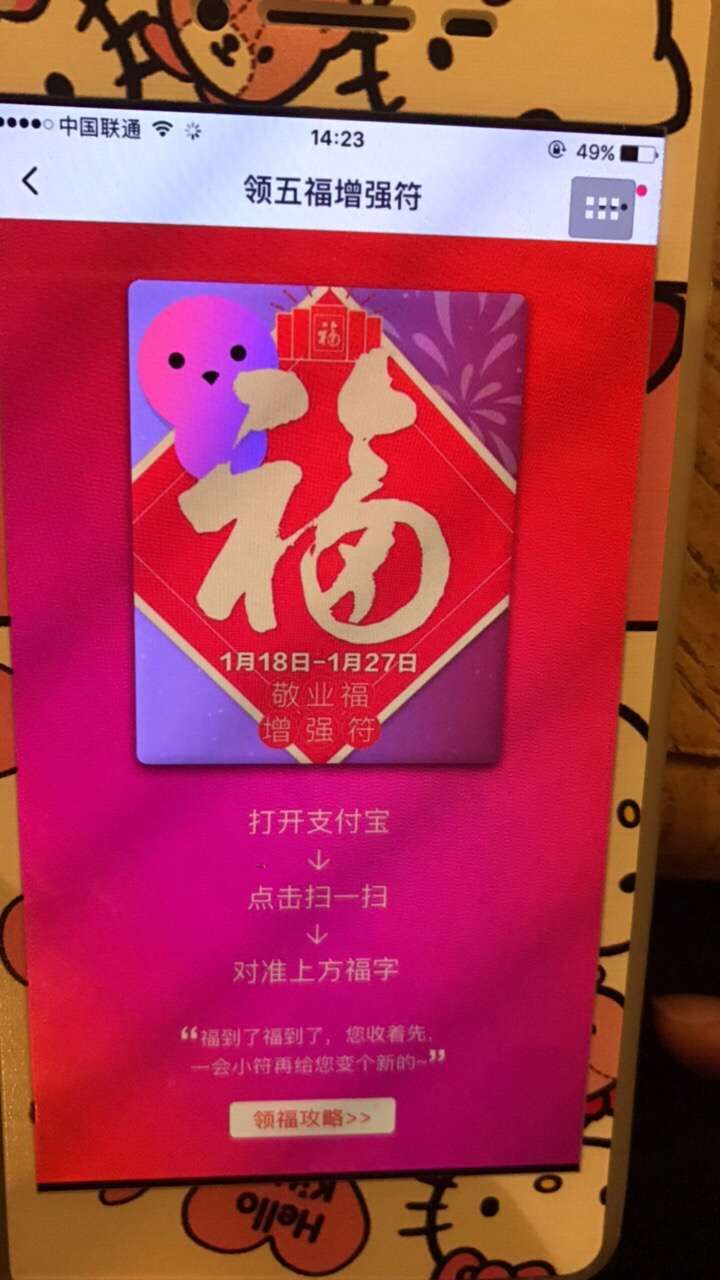 中国联通 14:23 49%
领五福增强符
福
福
1月18日-1月27日
敬业福
增强符
打开支付宝
↓
点击扫一扫
↓
对准上方福字
“福到了福到了，您收着先，
一会小符再给您变个新的~”
领福攻略>>
Hello
Kitty